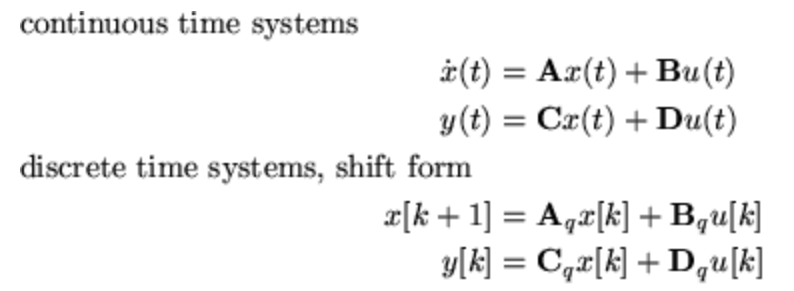 continuous time systems
ẋ(t) = Ax(t) + Bu(t)
y(t) = Cx(t) + Du(t)
discrete time systems, shift form
x[k + 1] = A_q x[k] + B_q u[k]
y[k] = C_q x[k] + D_q u[k]